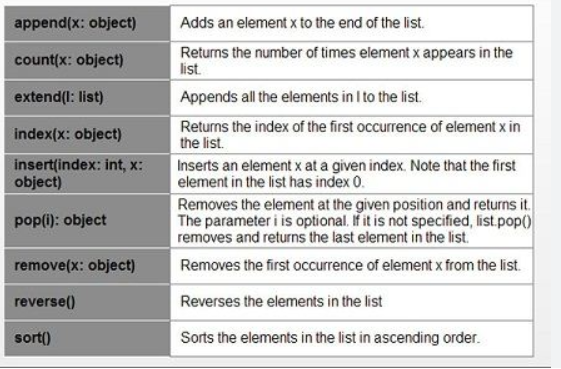 append(x: object)
Adds an element x to the end of the list.
count(x: object)
Returns the number of times element x appears in the
list.
extend(l: list)
Appends all the elements in l to the list.
index(x: object)
Returns the index of the first occurrence of element x in
the list.
insert(index: int, x:
object)
Inserts an element x at a given index. Note that the first
element in the list has index 0.
pop(i): object
Removes the element at the given position and returns it.
The parameter i is optional. If it is not specified, list.pop()
removes and returns the last element in the list.
remove(x: object)
Removes the first occurrence of element x from the list.
reverse()
Reverses the elements in the list
sort()
Sorts the elements in the list in ascending order.